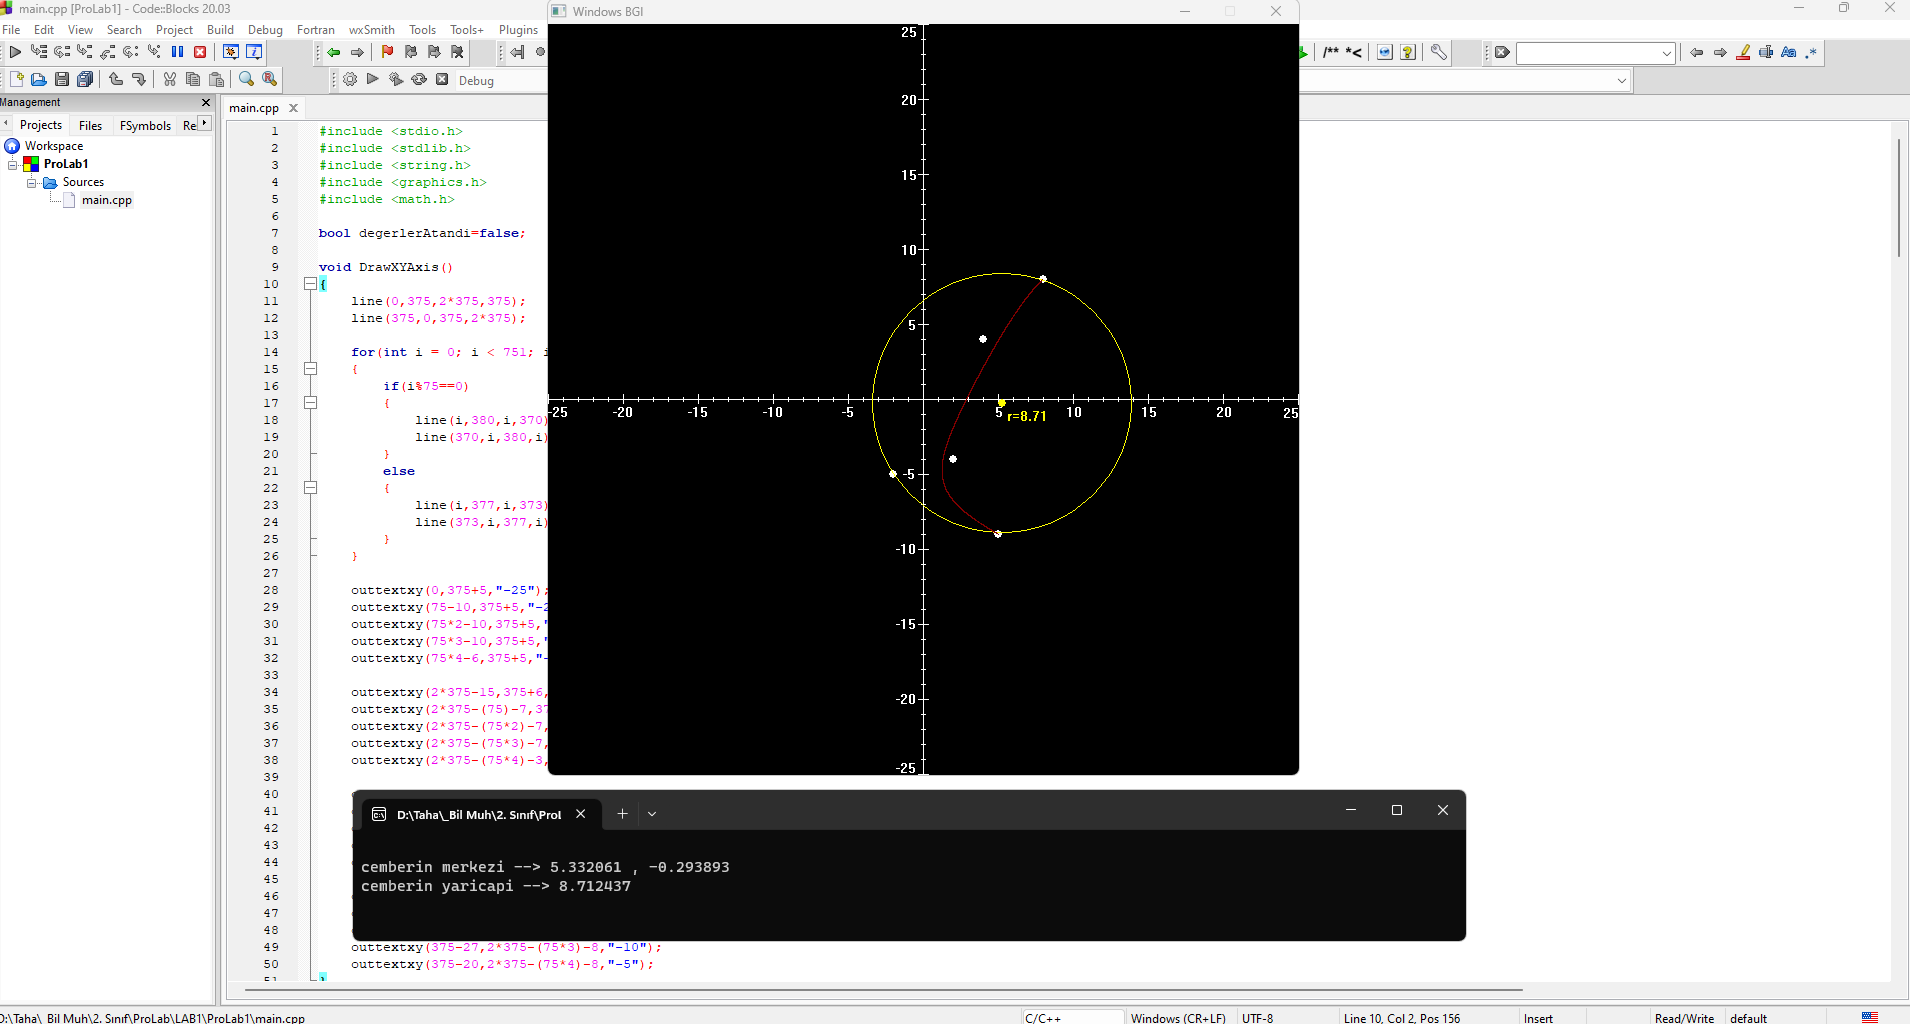 main.cpp [ProLab1] - Code::Blocks 20.03
File Edit View Search Project Build Debug Fortran wxSmith Tools Tools+ Plugins
Windows BGI
/** *<
Debug
Management
Projects Files FSymbols Re
Workspace
ProLab1
Sources
main.cpp
main.cpp
1 #include <stdio.h>
2 #include <stdlib.h>
3 #include <string.h>
4 #include <graphics.h>
5 #include <math.h>
6
7 bool degerlerAtandi=false;
8
9 void DrawXYAxis()
10 {
11 line(0,375,2*375,375);
12 line(375,0,375,2*375);
13
14 for(int i = 0; i < 751; i
15 {
16 if(i%75==0)
17 {
18 line(i,380,i,370)
19 line(370,i,380,i)
20 }
21 else
22 {
23 line(i,377,i,373)
24 line(373,i,377,i)
25 }
26 }
27
28 outtextxy(0,375+5,"-25");
29 outtextxy(75-10,375+5,"-2
30 outtextxy(75*2-10,375+5,"
31 outtextxy(75*3-10,375+5,"
32 outtextxy(75*4-6,375+5,"-
33
34 outtextxy(2*375-15,375+6,
35 outtextxy(2*375-(75)-7,37
36 outtextxy(2*375-(75*2)-7,
37 outtextxy(2*375-(75*3)-7,
38 outtextxy(2*375-(75*4)-3,
39
40
41
42
43
44
45
46
47
48
49 outtextxy(375-27,2*375-(75*3)-8,"-10");
50 outtextxy(375-20,2*375-(75*4)-8,"-5");
51 }
25
20
15
10
5
-25 -20 -15 -10 -5 5 10 15 20 25
r=8.71
-5
-10
-15
-20
-25
D:\Taha\_Bil Muh\2. Sınıf\ProL
cemberin merkezi --> 5.332061 , -0.293893
cemberin yaricapi --> 8.712437
D:\Taha\_Bil Muh\2. Sınıf\ProLab\LAB1\ProLab1\main.cpp C/C++ Windows (CR+LF) UTF-8 Line 10, Col 2, Pos 156 Insert Read/Write default